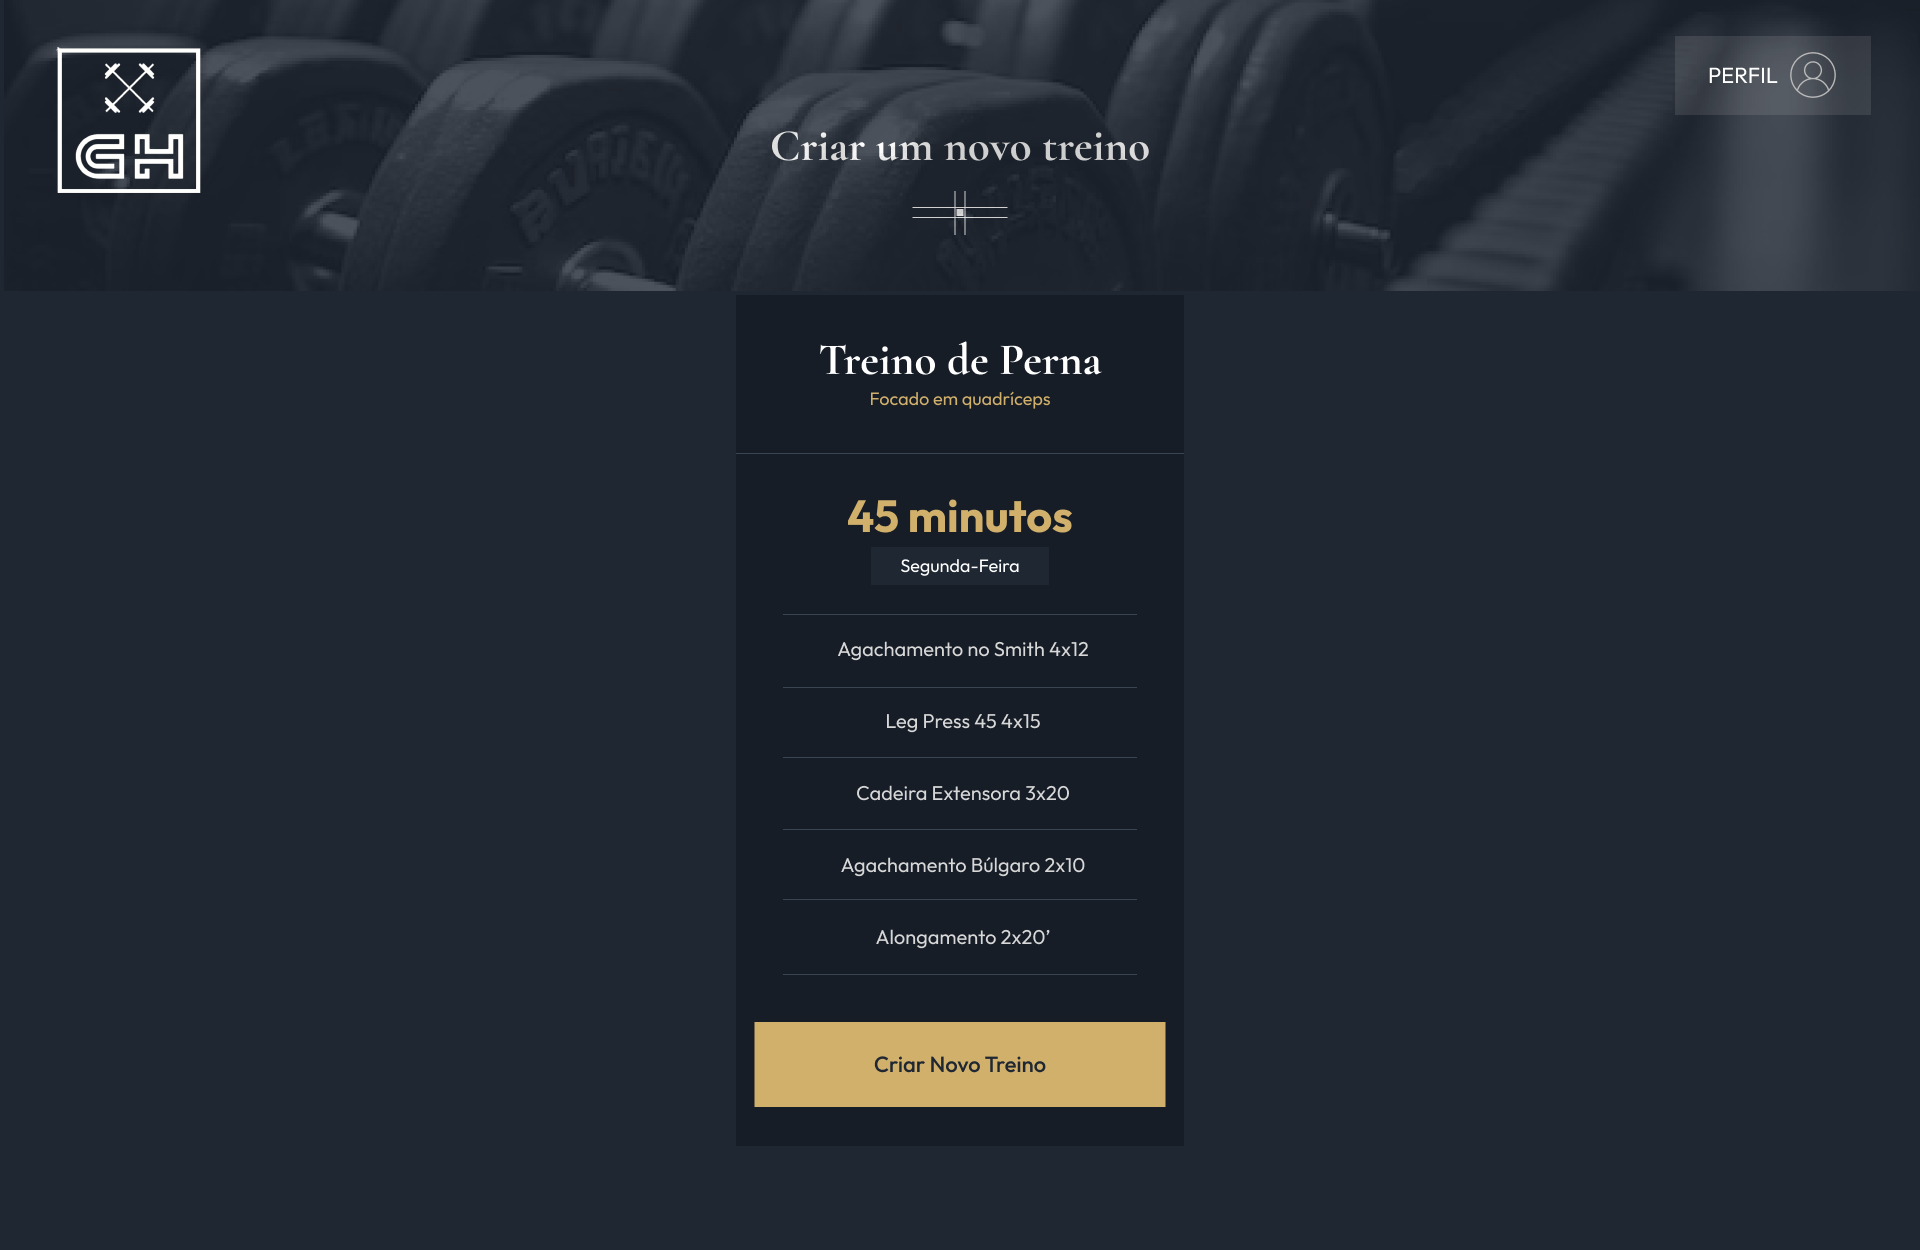 GH
PERFIL
Criar um novo treino
Treino de Perna
Focado em quadríceps
45 minutos
Segunda-Feira
Agachamento no Smith 4x12
Leg Press 45 4x15
Cadeira Extensora 3x20
Agachamento Búlgaro 2x10
Alongamento 2x20’
Criar Novo Treino